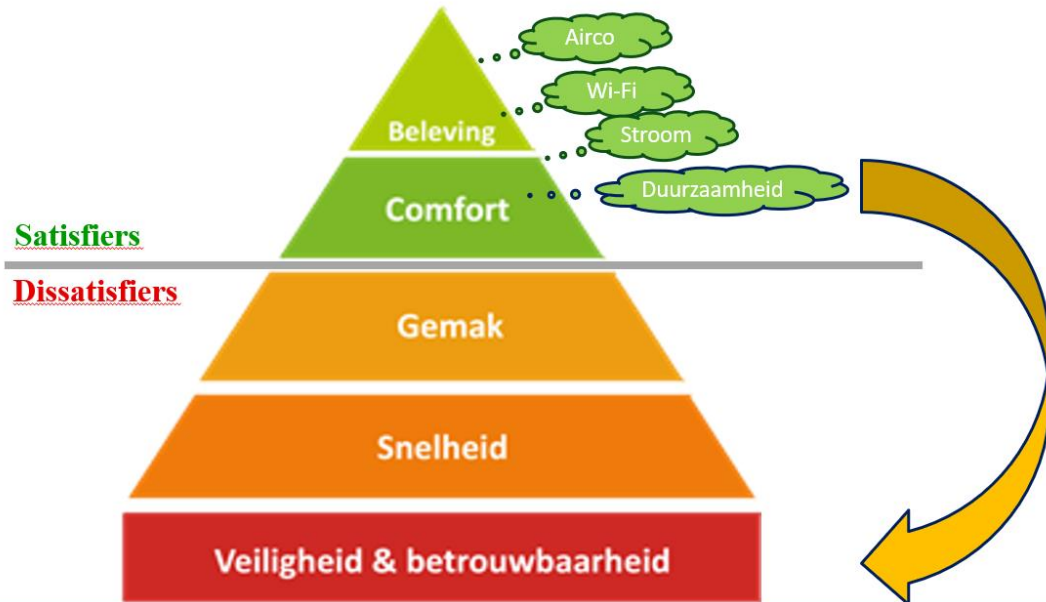 Airco
Wi-Fi
Beleving
Stroom
Duurzaamheid
Comfort
Satisfiers
Dissatisfiers
Gemak
Snelheid
Veiligheid & betrouwbaarheid